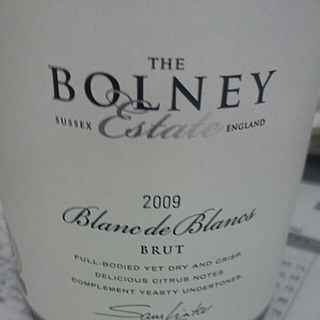 THE
BOLNEY
SUSSEX Estate ENGLAND
2009
Blanc de Blancs
BRUT
FULL-BODIED YET DRY AND CRISP,
DELICIOUS CITRUS NOTES
COMPLEMENT YEASTY UNDERTONES.